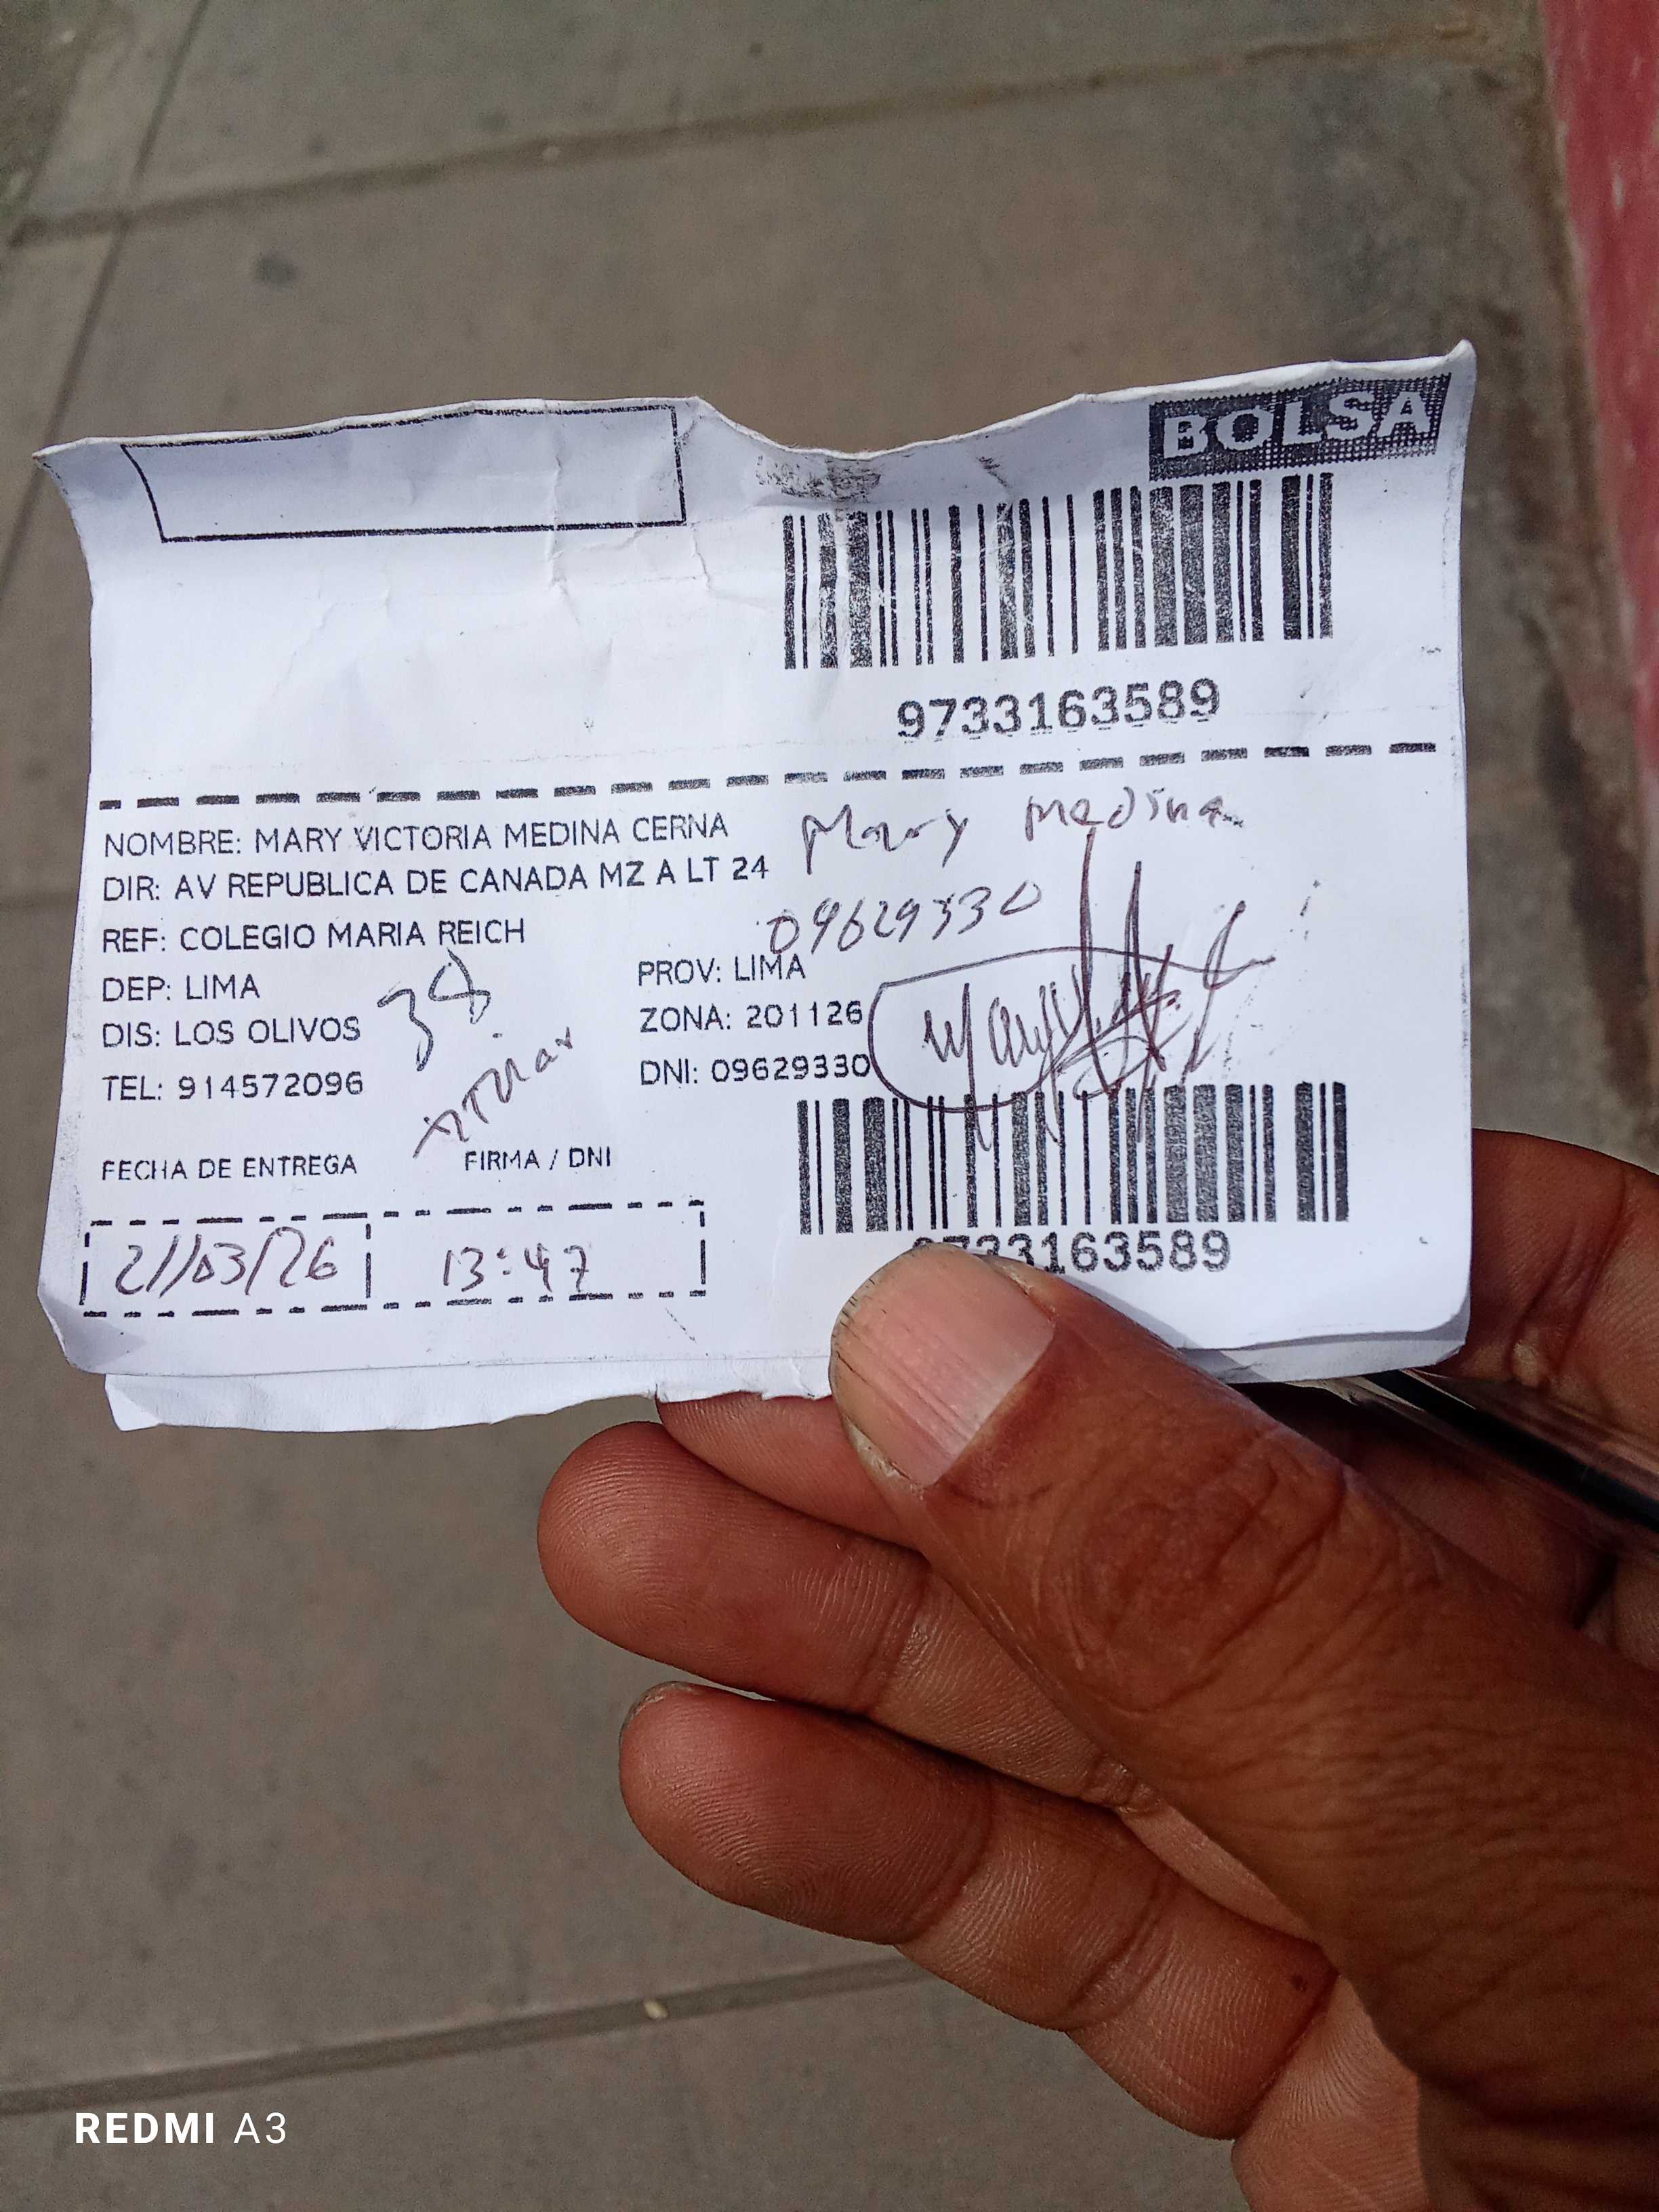 BOLSA
9733163589
NOMBRE: MARY VICTORIA MEDINA CERNA
Mary Medina
DIR: AV REPUBLICA DE CANADA MZ A LT 24
09629330
REF: COLEGIO MARIA REICH
DEP: LIMA
PROV: LIMA
38
DIS: LOS OLIVOS
ZONA: 201126
TEL: 914572096
DNI: 09629330
FECHA DE ENTREGA
FIRMA / DNI
21/03/26
13:47
33163589
REDMI A3